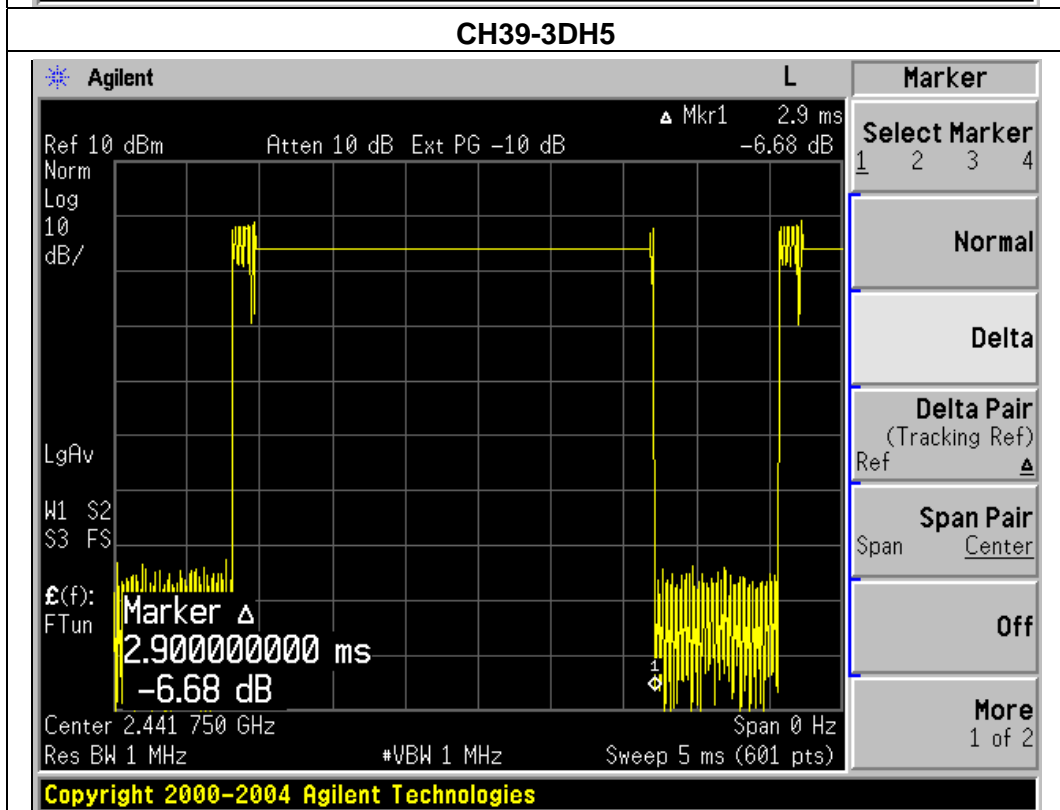 CH39-3DH5
Agilent L Marker
Δ Mkr1 2.9 ms
Ref 10 dBm Atten 10 dB Ext PG -10 dB -6.68 dB
Norm
Log
10
dB/
LgAv
W1 S2
S3 FS
£(f):
FTun
Marker Δ
2.900000000 ms
-6.68 dB
1
Center 2.441 750 GHz Span 0 Hz
Res BW 1 MHz #VBW 1 MHz Sweep 5 ms (601 pts)
Copyright 2000-2004 Agilent Technologies
Select Marker
1 2 3 4
Normal
Delta
Delta Pair
(Tracking Ref)
Ref Δ
Span Pair
Span Center
Off
More
1 of 2